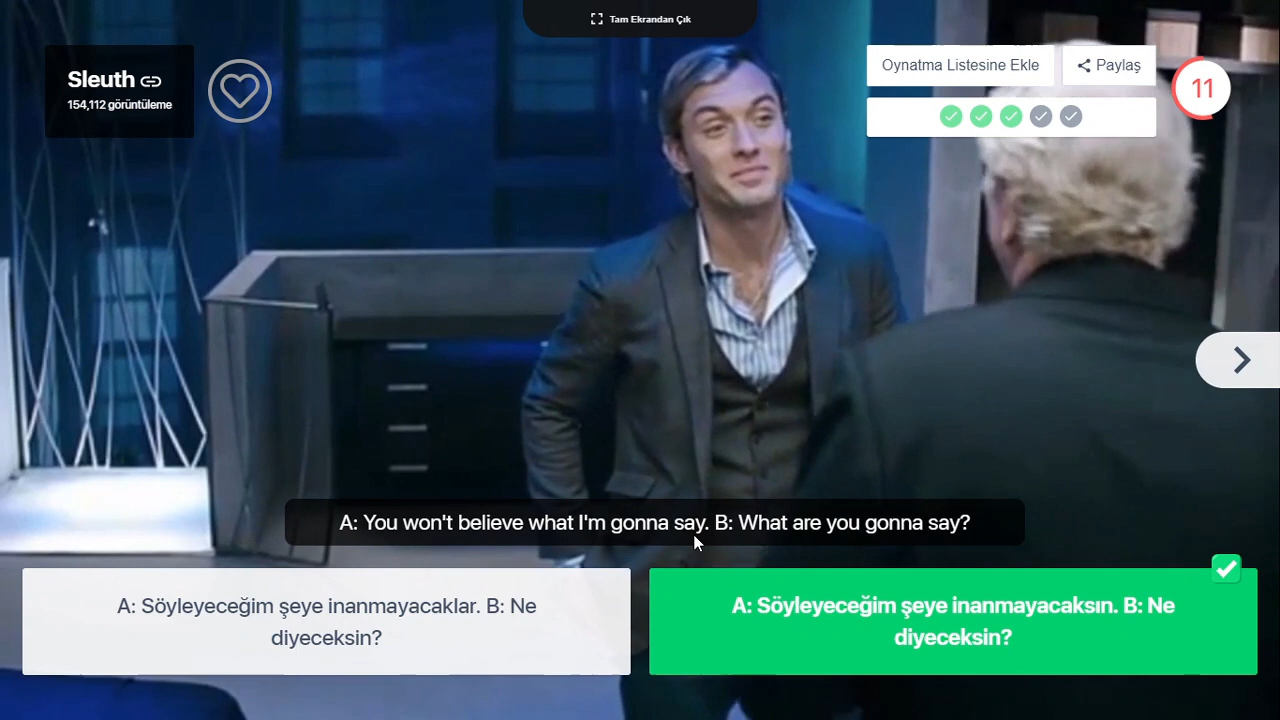 Tam Ekrandan Çık
Sleuth
154,112 görüntüleme
Oynatma Listesine Ekle
Paylaş
11
A: You won't believe what I'm gonna say. B: What are you gonna say?
A: Söyleyeceğim şeye inanmayacaklar. B: Ne
diyeceksin?
A: Söyleyeceğim şeye inanmayacaksın. B: Ne
diyeceksin?